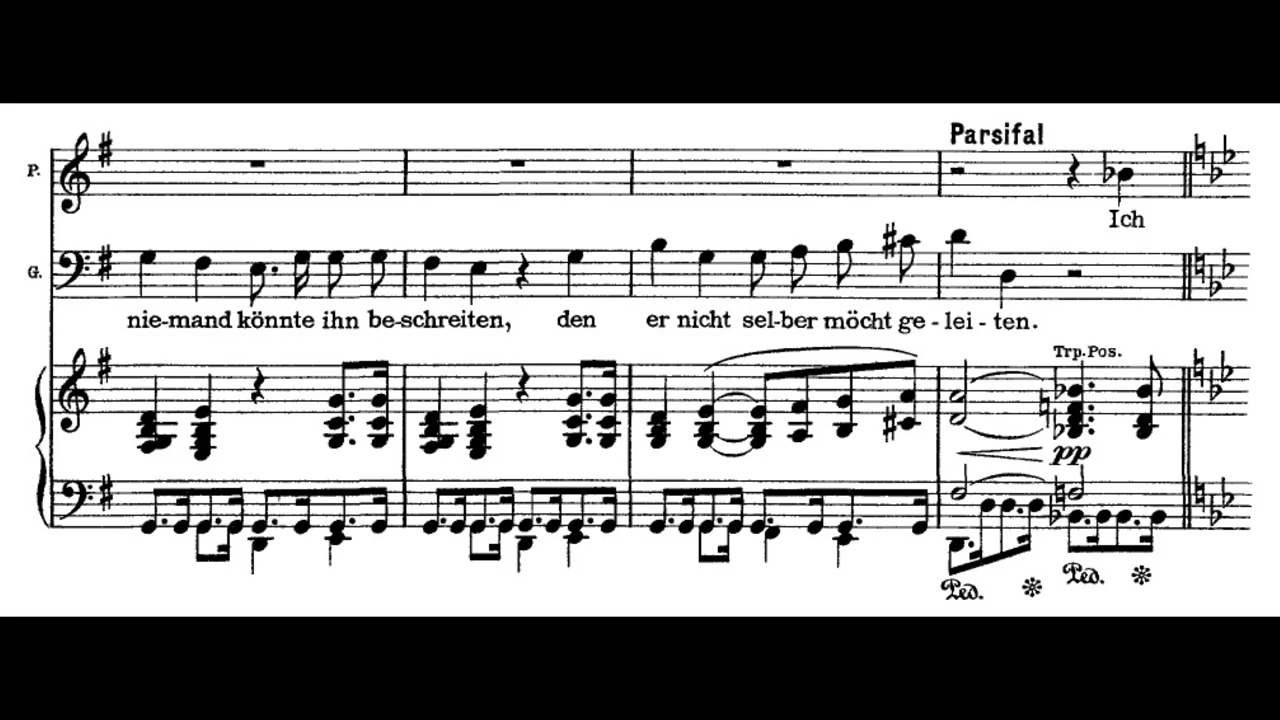 Parsifal
P.
Ich
G.
nie-mand könnte ihn be-schreiten, den er nicht sel-ber möcht ge-lei-ten.
Trp. Pos.
pp
Ped. Ped.